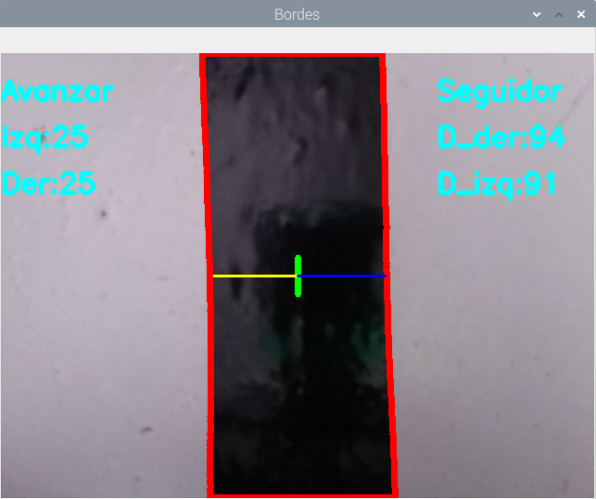 Bordes
Avanzar
Izq:25
Der:25
Seguidor
D_der:94
D_izq:91